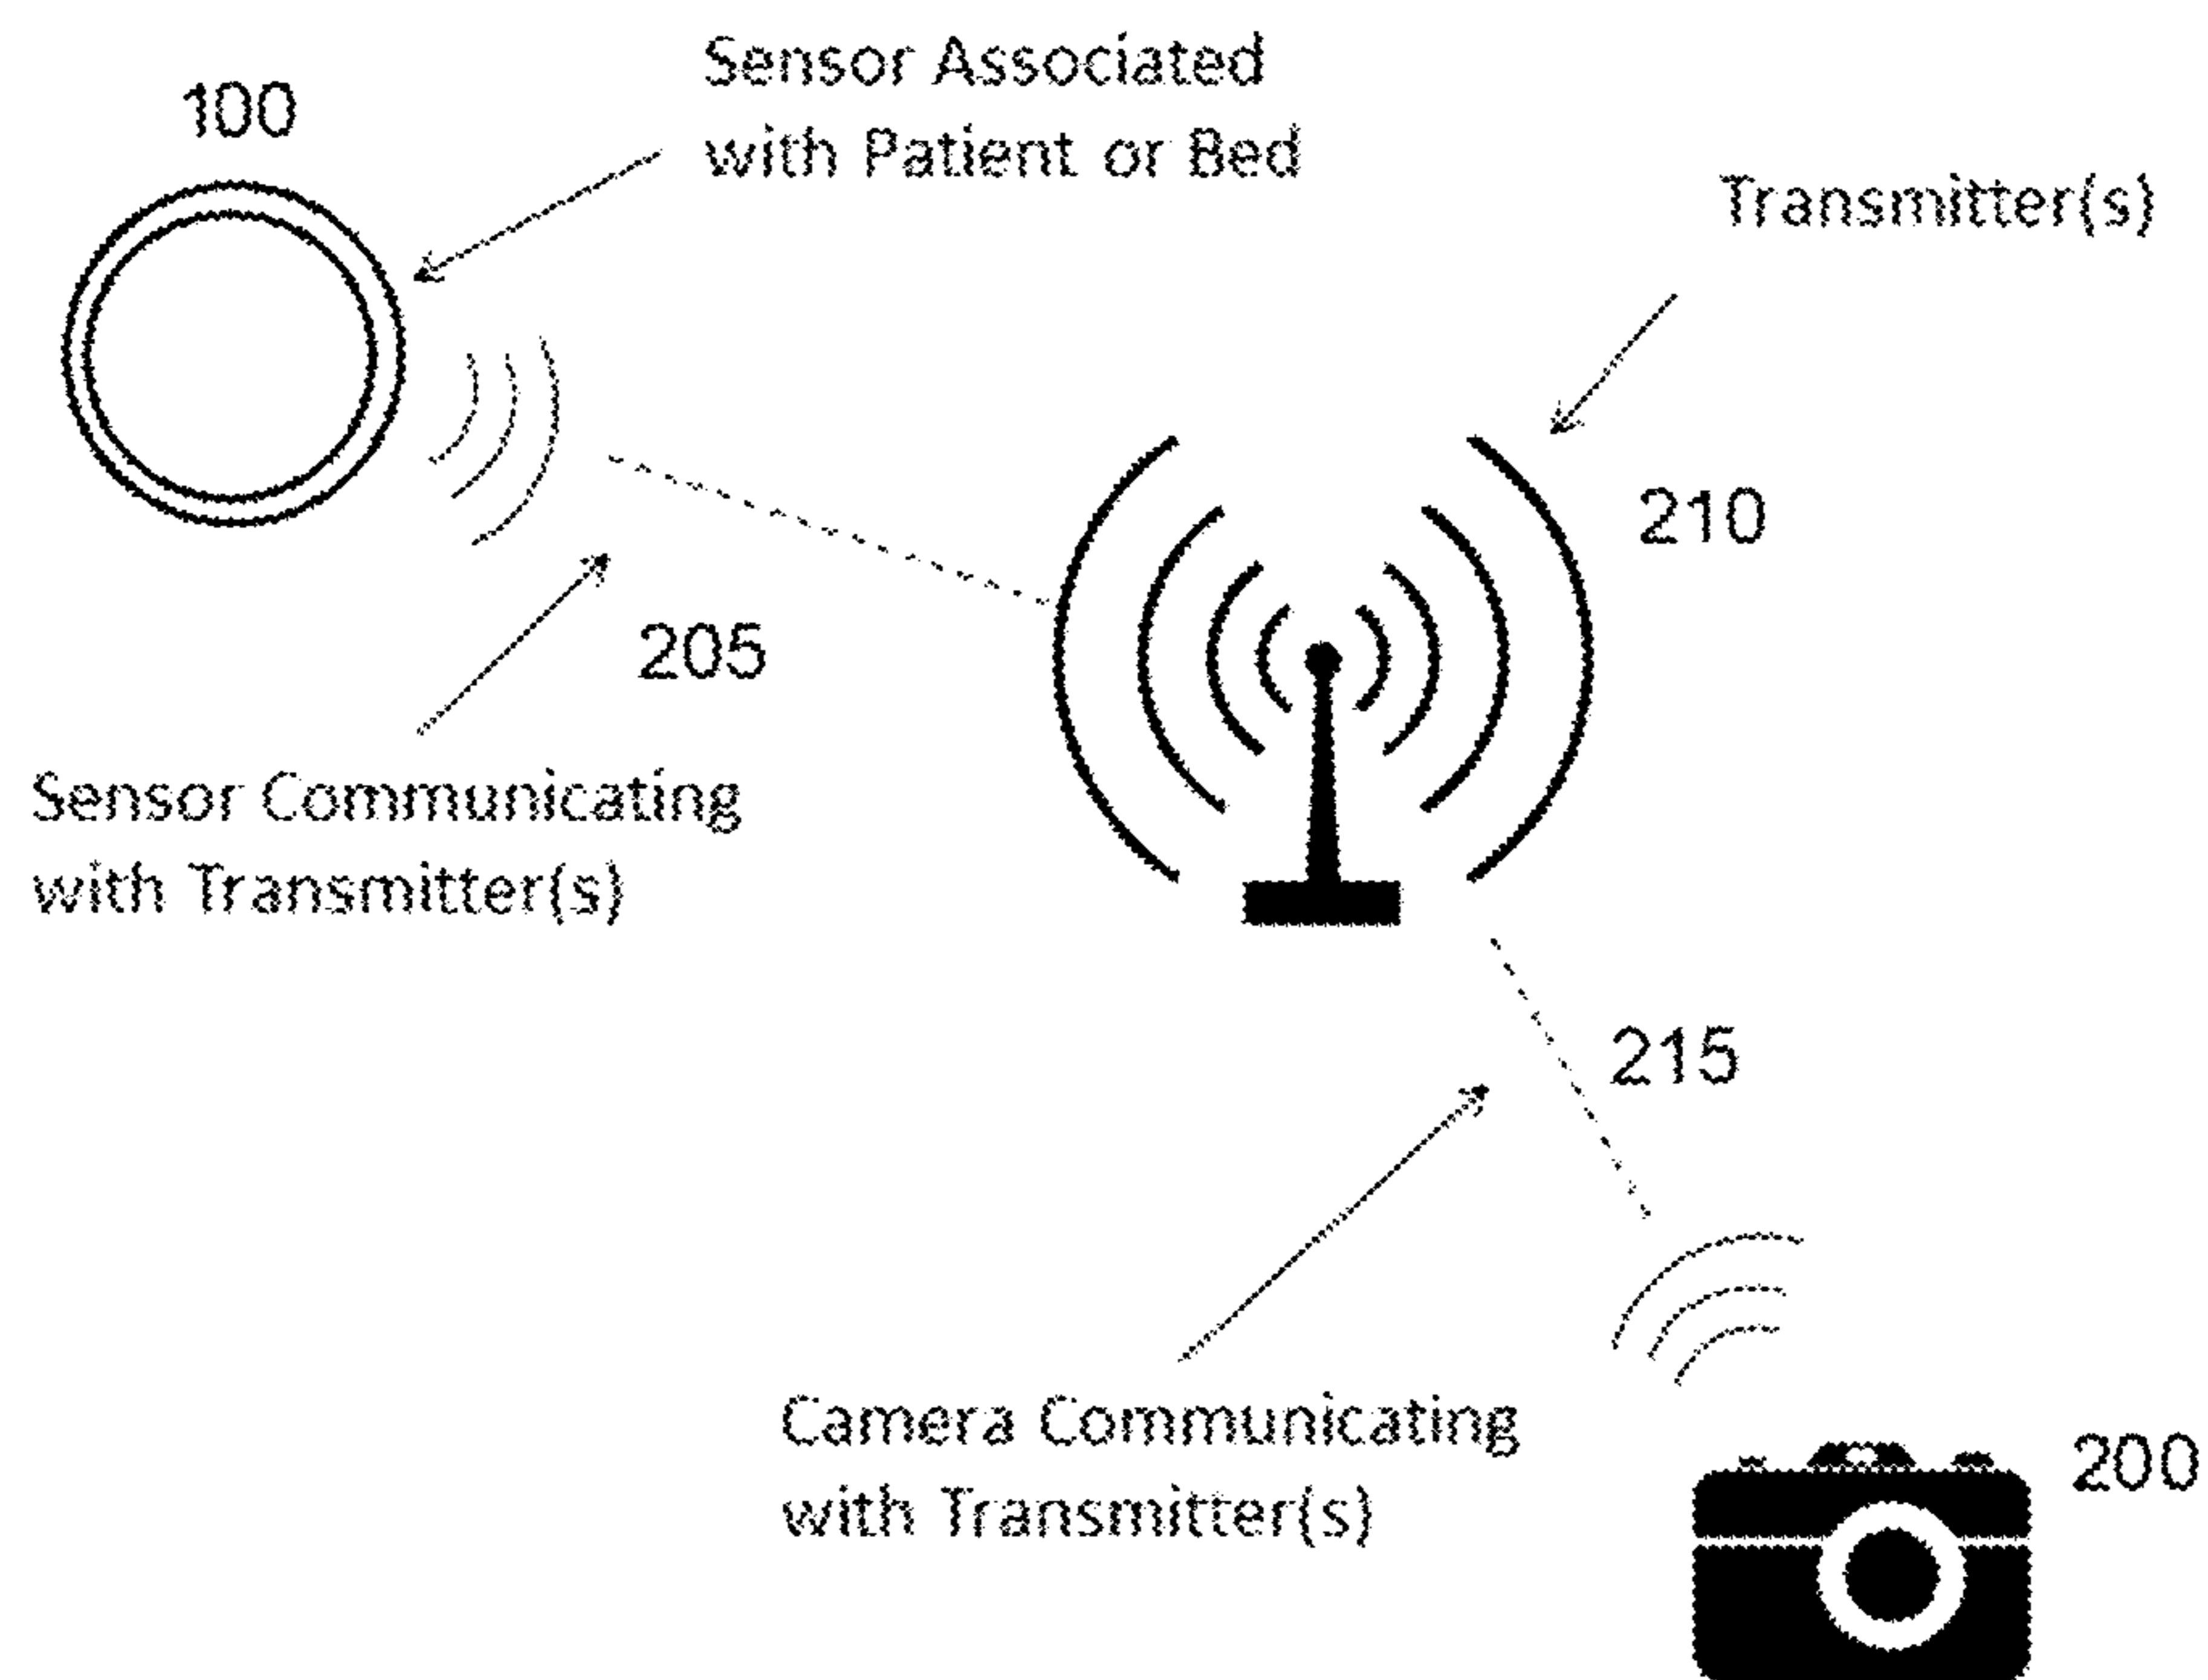 100
Sensor Associated
with Patient or Bed
Transmitter(s)
210
205
Sensor Communicating
with Transmitter(s)
215
Camera Communicating
with Transmitter(s)
200